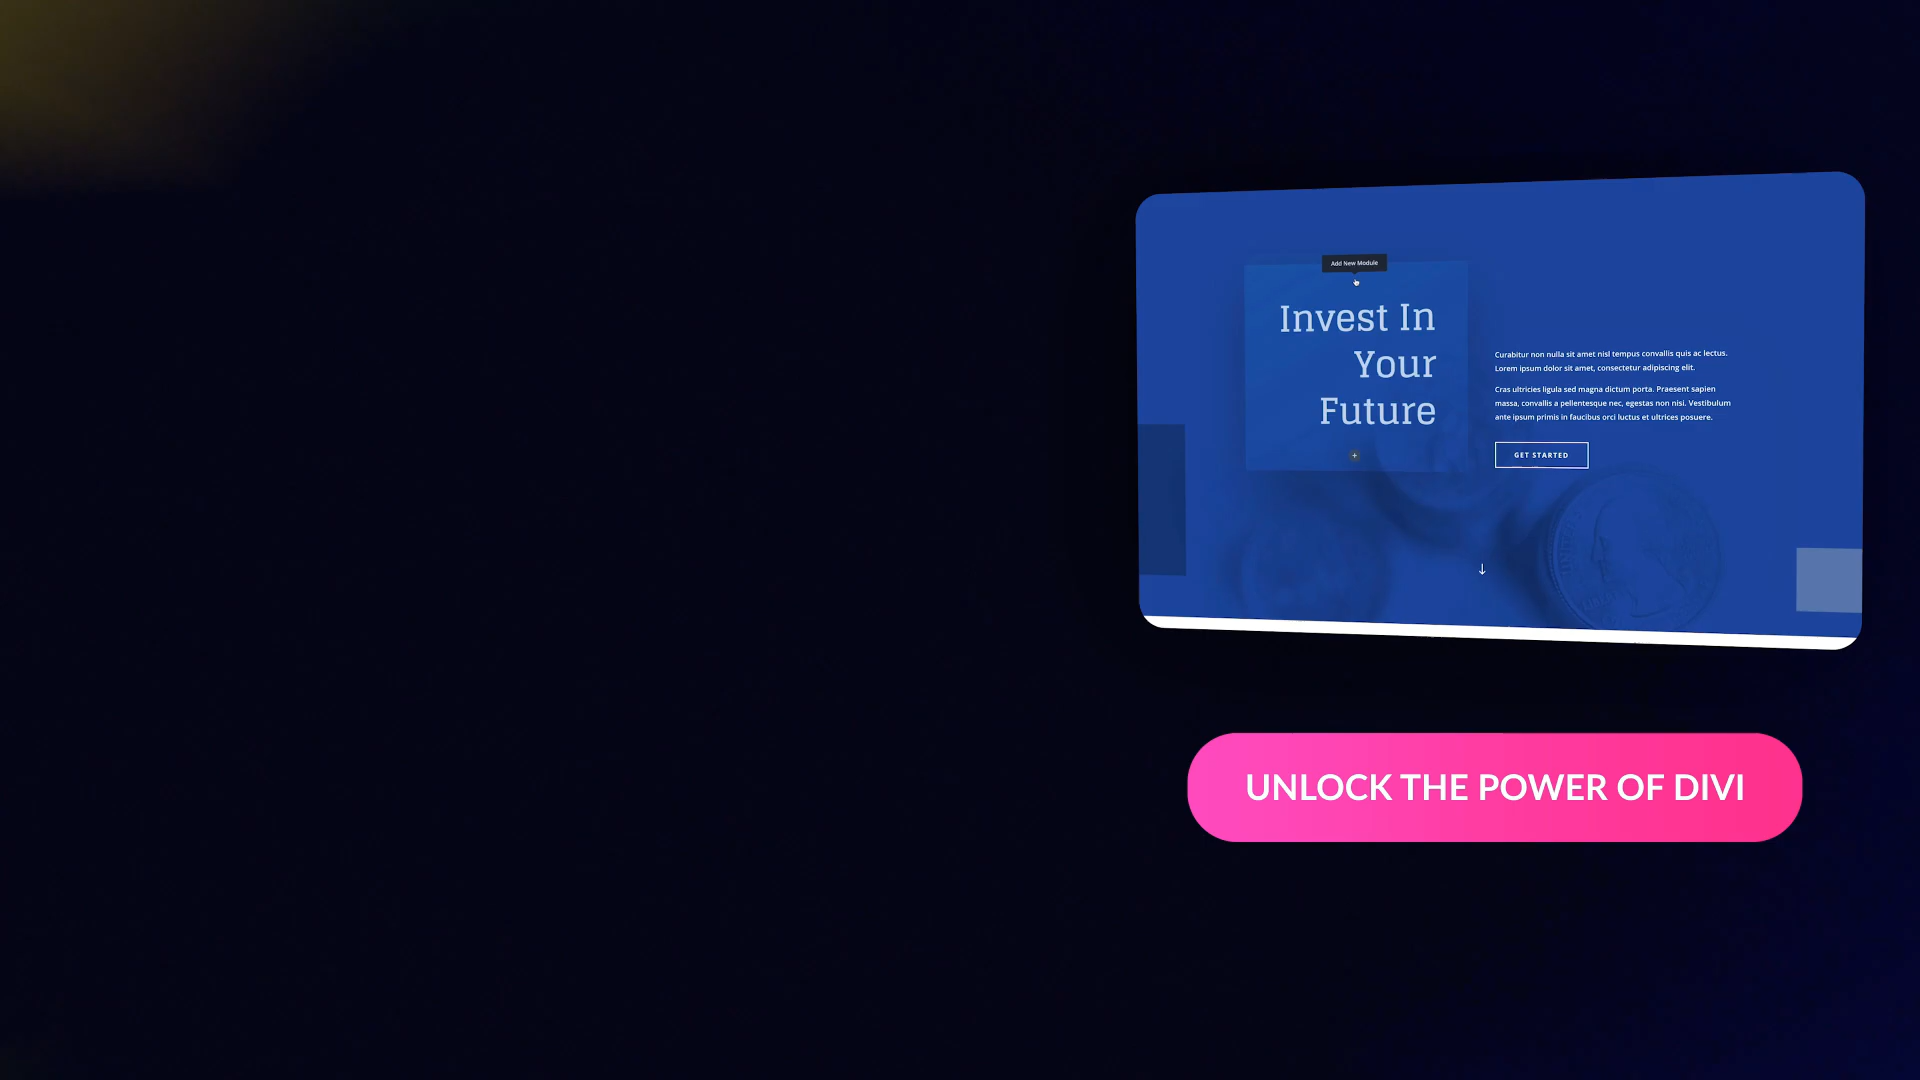 Add New Module
Invest In
Your
Future
Curabitur non nulla sit amet nisl tempus convallis quis ac lectus.
Lorem ipsum dolor sit amet, consectetur adipiscing elit.
Cras ultricies ligula sed magna dictum porta. Praesent sapien
massa, convallis a pellentesque nec, egestas non nisi. Vestibulum
ante ipsum primis in faucibus orci luctus et ultrices posuere.
GET STARTED
UNLOCK THE POWER OF DIVI